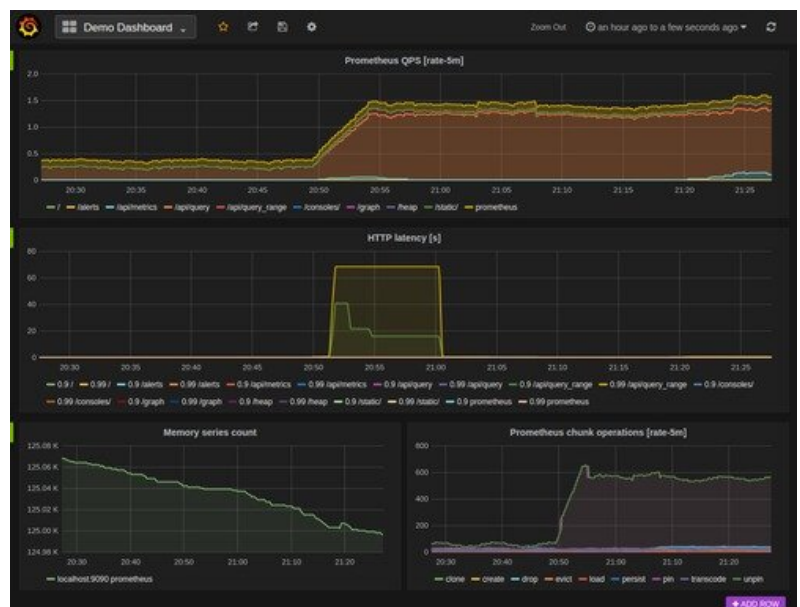 Demo Dashboard
Zoom Out
an hour ago to a few seconds ago
Prometheus QPS [rate-5m]
2.0
1.5
1.0
0.5
0
20:30 20:35 20:40 20:45 20:50 20:55 21:00 21:05 21:10 21:15 21:20 21:25
/ /alerts /api/metrics /api/query /api/query_range /consoles/ /graph /heap /static/ prometheus
HTTP latency [s]
80
60
40
20
0
20:30 20:35 20:40 20:45 20:50 20:55 21:00 21:05 21:10 21:15 21:20 21:25
0.9 / 0.99 / 0.9 /alerts 0.99 /alerts 0.9 /api/metrics 0.99 /api/metrics 0.9 /api/query 0.99 /api/query 0.9 /api/query_range 0.99 /api/query_range 0.9 /consoles/
0.99 /consoles/ 0.9 /graph 0.99 /graph 0.9 /heap 0.99 /heap 0.9 /static/ 0.99 /static/ 0.9 prometheus 0.99 prometheus
Memory series count
125.08 K
125.06 K
125.04 K
125.02 K
125.00 K
124.98 K
20:30 20:40 20:50 21:00 21:10 21:20
localhost:9090 prometheus
Prometheus chunk operations [rate-5m]
800
600
400
200
0
20:30 20:40 20:50 21:00 21:10 21:20
clone create drop evict load persist pin transcode unpin
ADD ROW